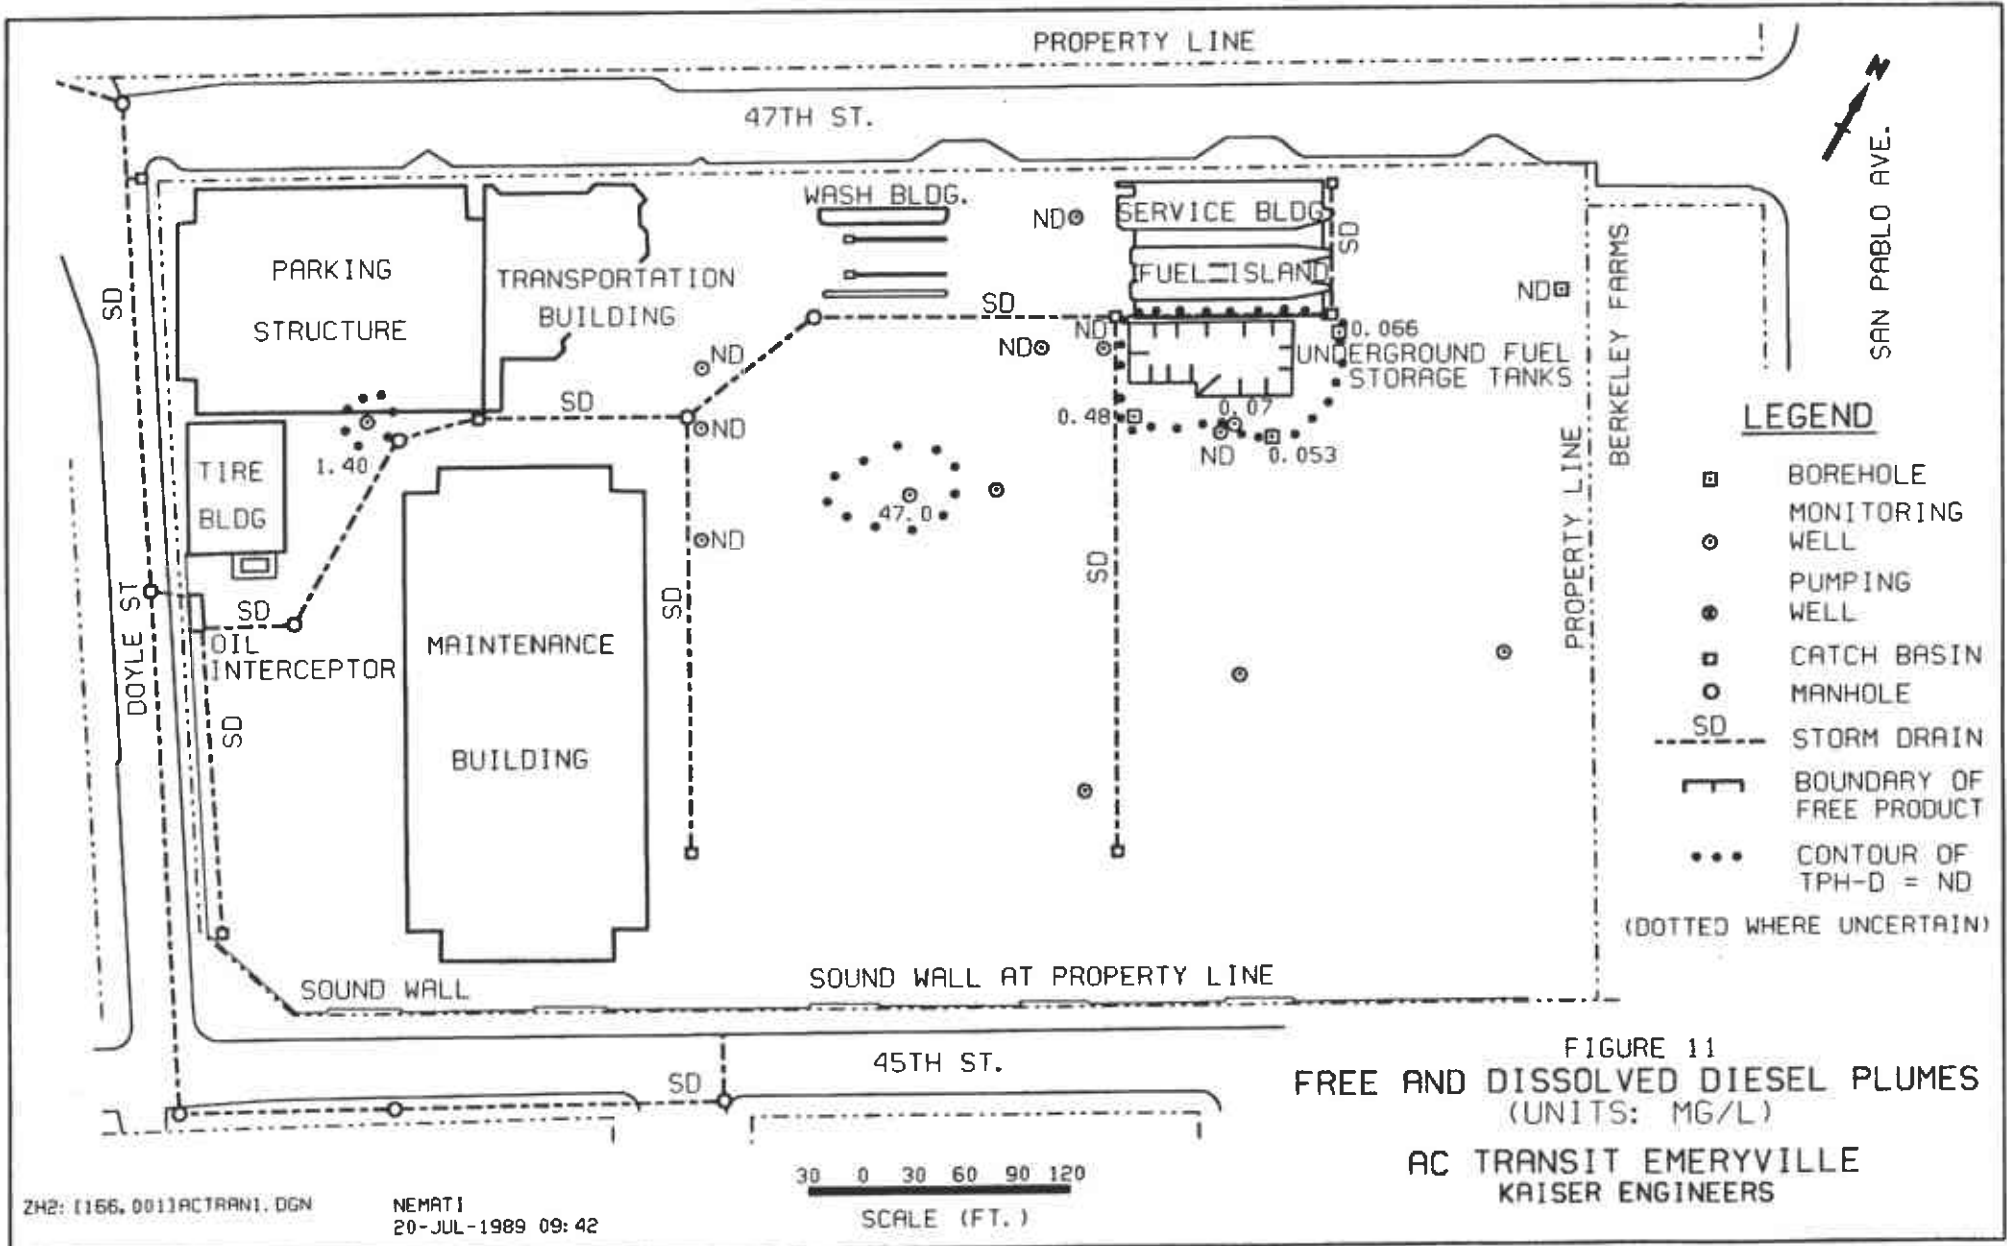 PROPERTY LINE
47TH ST.
N
SAN PABLO AVE.
WASH BLDG.
ND
SERVICE BLDG
SD
PARKING
STRUCTURE
TRANSPORTATION
BUILDING
FUEL ISLAND
SD
ND
BERKELEY FARMS
PROPERTY LINE
SD
ND
ND
ND
0.066
UNDERGROUND FUEL
STORAGE TANKS
SD
0.48
0.07
ND
ND
0.053
1.40
TIRE
BLDG
47.0
ND
SD
SD
DOYLE ST
SD
OIL
INTERCEPTOR
SD
MAINTENANCE
BUILDING
LEGEND
BOREHOLE
MONITORING
WELL
PUMPING
WELL
CATCH BASIN
MANHOLE
SD
STORM DRAIN
BOUNDARY OF
FREE PRODUCT
CONTOUR OF
TPH-D = ND
(DOTTED WHERE UNCERTAIN)
SOUND WALL
SOUND WALL AT PROPERTY LINE
45TH ST.
SD
FIGURE 11
FREE AND DISSOLVED DIESEL PLUMES
(UNITS: MG/L)
AC TRANSIT EMERYVILLE
KAISER ENGINEERS
30 0 30 60 90 120
SCALE (FT.)
ZH2: [166,001]ACTRAN1.DGN
NEMATI
20-JUL-1989 09:42